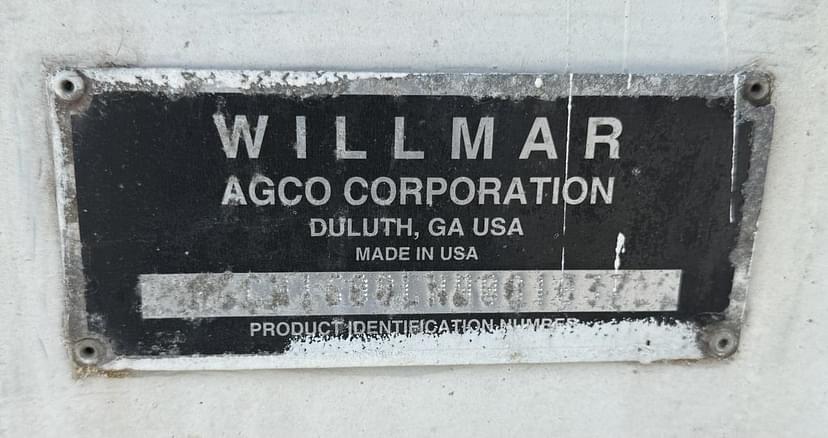 WILLMAR
AGCO CORPORATION
DULUTH, GA USA
MADE IN USA
PRODUCT IDENTIFICATION NUMBER